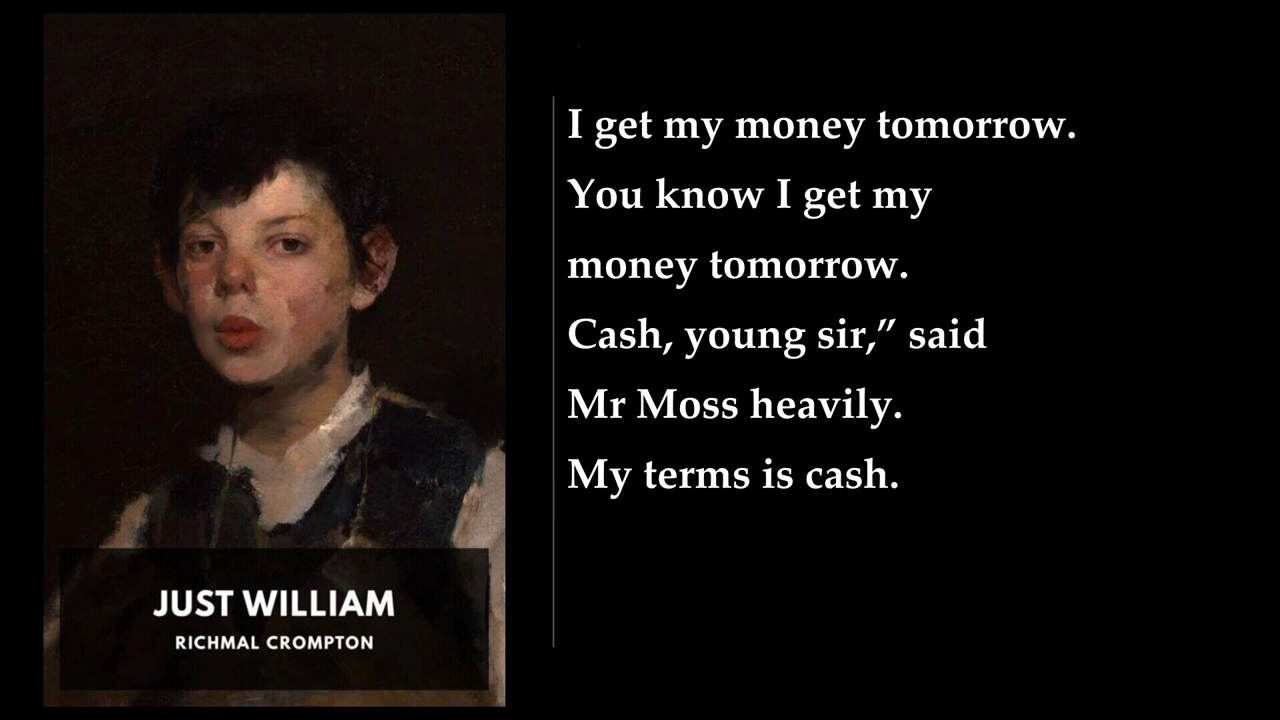 I get my money tomorrow.
You know I get my
money tomorrow.
Cash, young sir,” said
Mr Moss heavily.
My terms is cash.
JUST WILLIAM
RICHMAL CROMPTON